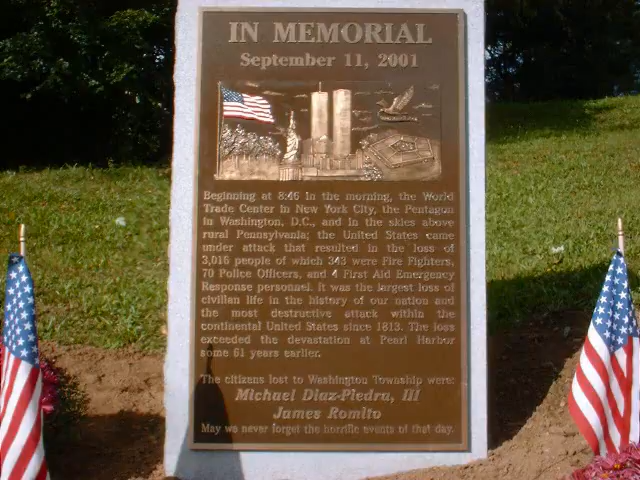 IN MEMORIAL
September 11, 2001
Beginning at 8:46 in the morning, the World
Trade Center in New York City, the Pentagon
in Washington, D.C., and in the skies above
rural Pennsylvania; the United States came
under attack that resulted in the loss of
3,016 people of which 343 were Fire Fighters,
70 Police Officers, and 4 First Aid Emergency
Response personnel. It was the largest loss of
civilian life in the history of our nation and
the most destructive attack within the
continental United States since 1813. The loss
exceeded the devastation at Pearl Harbor
some 61 years earlier.
The citizens lost to Washington Township were:
Michael Diaz-Piedra, III
James Romito
May we never forget the horrific events of that day.